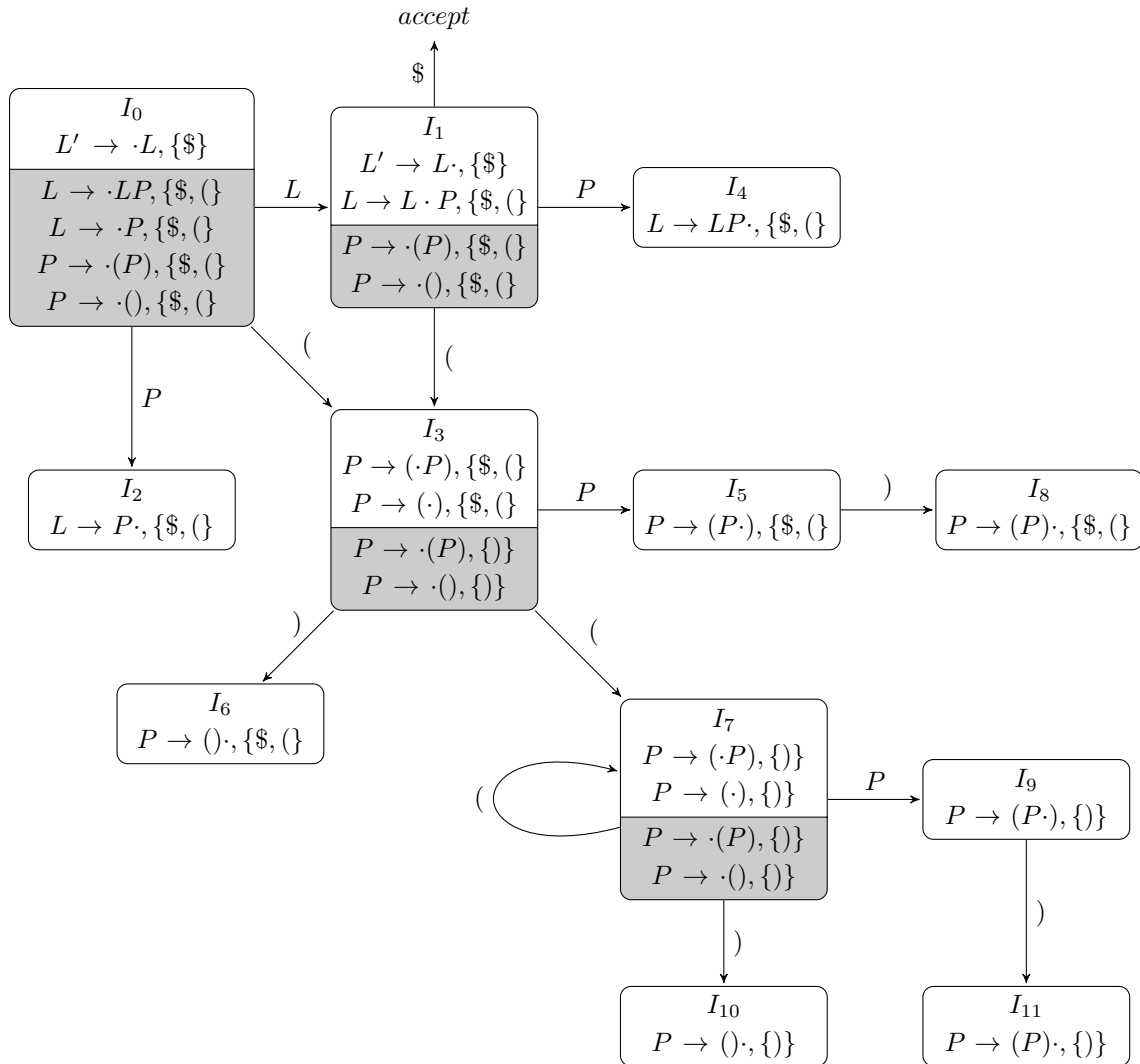 accept
$
I₀
L′ → ·L, {$}
L → ·LP, {$, (}
L → ·P, {$, (}
P → ·(P), {$, (}
P → ·(), {$, (}
L
I₁
L′ → L·, {$}
L → L · P, {$, (}
P → ·(P), {$, (}
P → ·(), {$, (}
P
I₄
L → LP·, {$, (}
P
(
(
I₂
L → P·, {$, (}
I₃
P → (·P), {$, (}
P → (·), {$, (}
P → ·(P), {)}
P → ·(), {)}
P
I₅
P → (P·), {$, (}
)
I₈
P → (P)·, {$, (}
)
(
I₆
P → ()·, {$, (}
(
I₇
P → (·P), {)}
P → (·), {)}
P → ·(P), {)}
P → ·(), {)}
P
I₉
P → (P·), {)}
)
)
I₁₀
P → ()·, {)}
I₁₁
P → (P)·, {)}